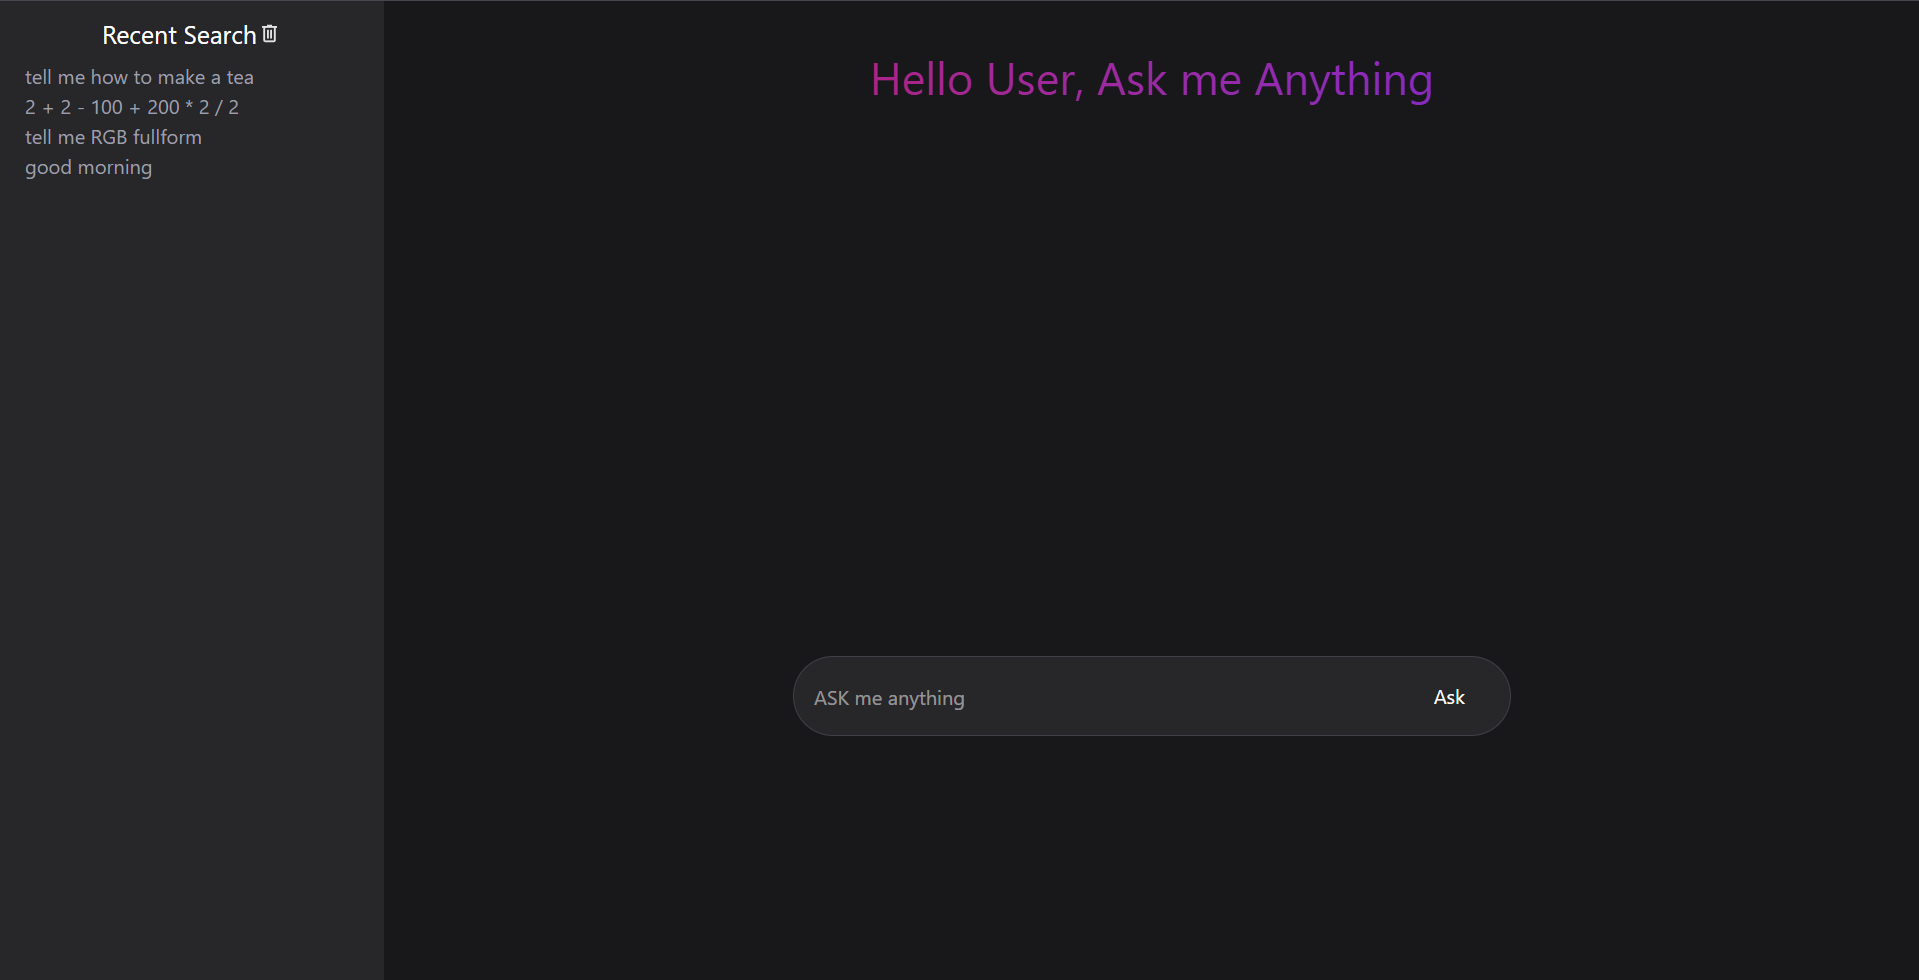 Recent Search
tell me how to make a tea
2 + 2 - 100 + 200 * 2 / 2
tell me RGB fullform
good morning
Hello User, Ask me Anything
ASK me anything
Ask